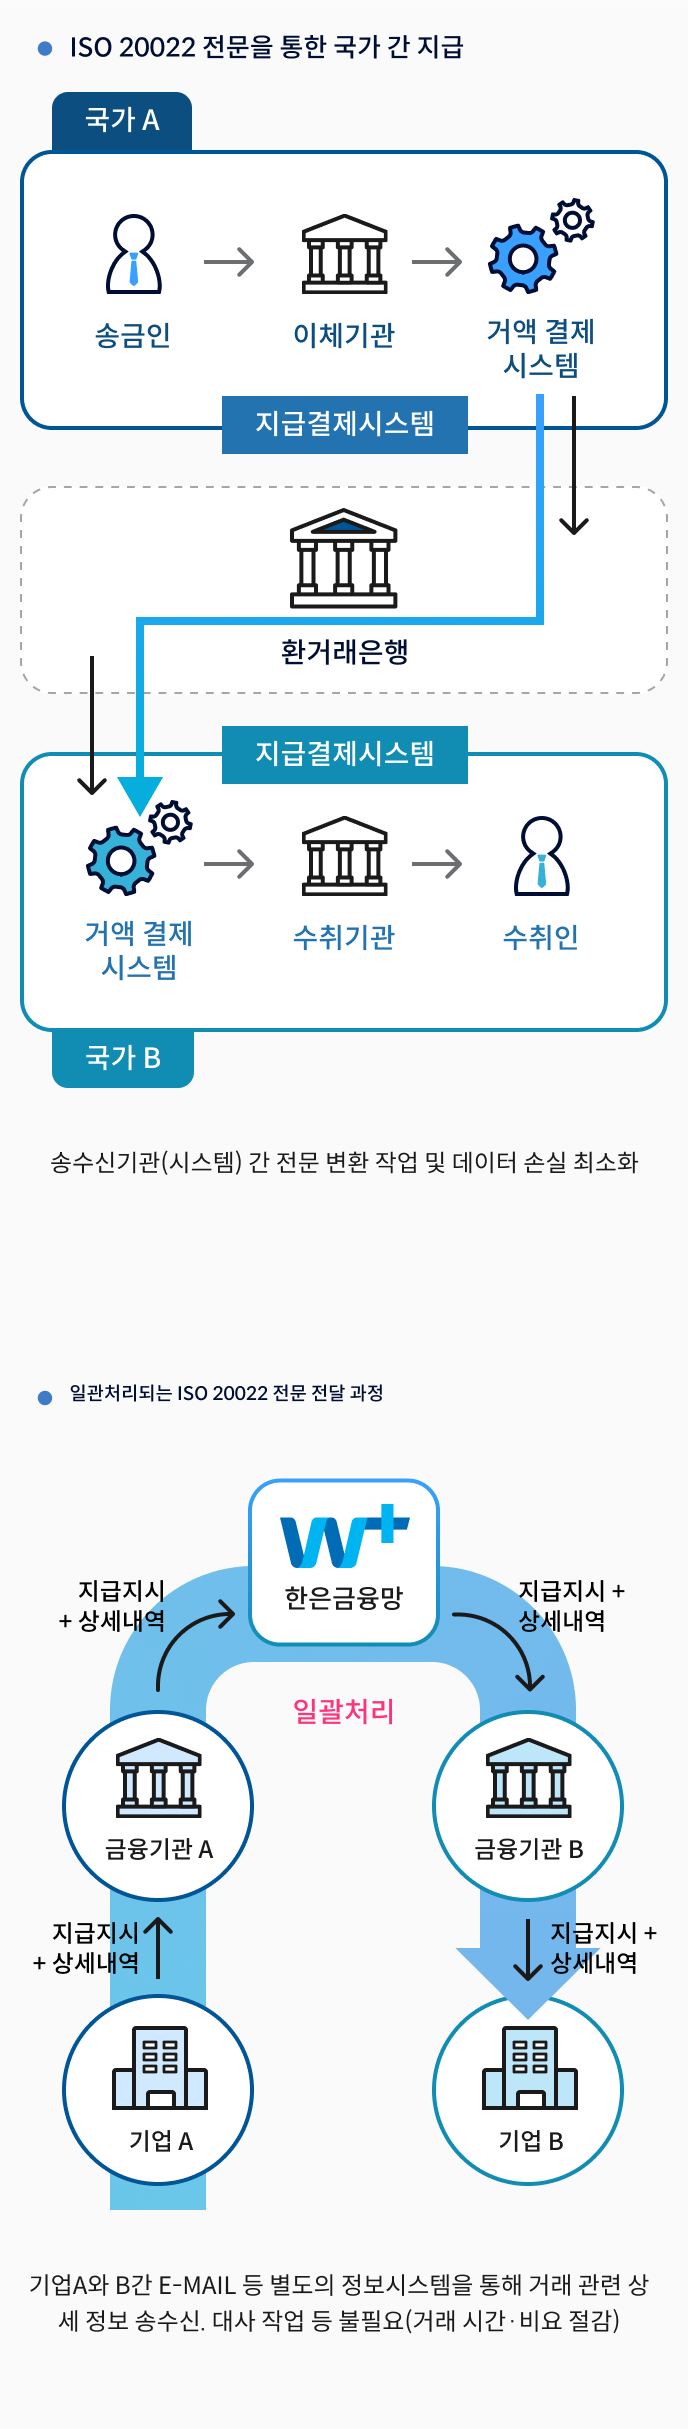 ISO 20022 전문을 통한 국가 간 지급
국가 A
송금인
이체기관
거액 결제
시스템
지급결제시스템
환거래은행
지급결제시스템
거액 결제
시스템
수취기관
수취인
국가 B
송수신기관(시스템) 간 전문 변환 작업 및 데이터 손실 최소화
일관처리되는 ISO 20022 전문 전달 과정
w+
한은금융망
지급지시
+ 상세내역
지급지시 +
상세내역
일괄처리
금융기관 A
금융기관 B
지급지시
+ 상세내역
지급지시 +
상세내역
기업 A
기업 B
기업A와 B간 E-MAIL 등 별도의 정보시스템을 통해 거래 관련 상
세 정보 송수신. 대사 작업 등 불필요(거래 시간·비요 절감)